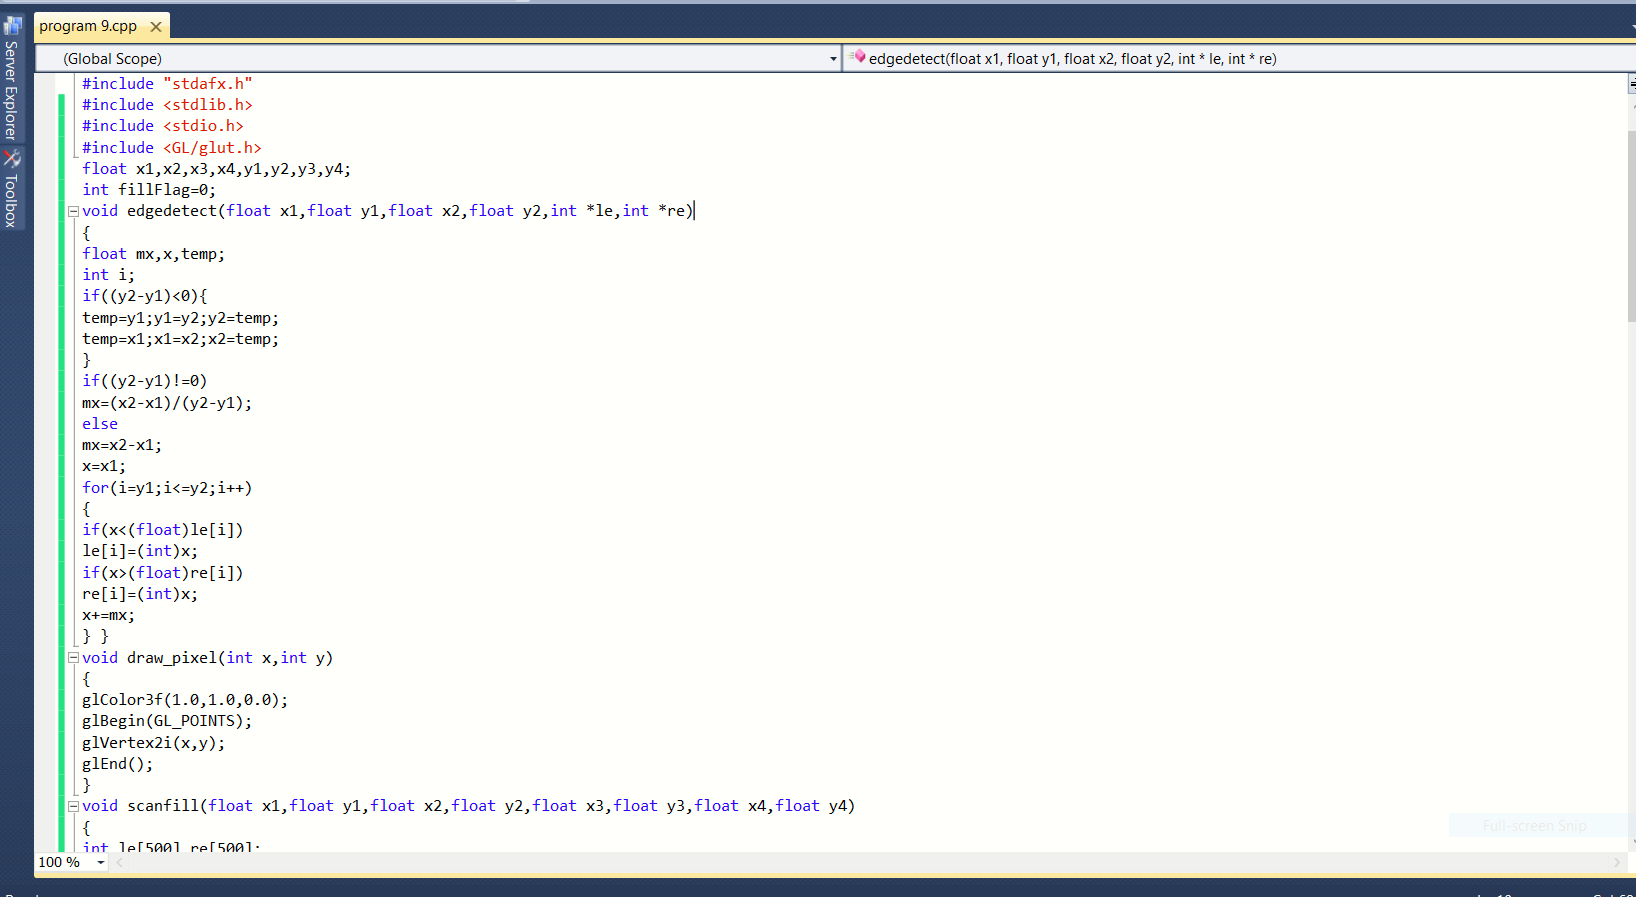 program 9.cpp
Server Explorer
Toolbox
(Global Scope)
edgedetect(float x1, float y1, float x2, float y2, int * le, int * re)
#include "stdafx.h"
#include <stdlib.h>
#include <stdio.h>
#include <GL/glut.h>
float x1,x2,x3,x4,y1,y2,y3,y4;
int fillFlag=0;
void edgedetect(float x1,float y1,float x2,float y2,int *le,int *re)
{
float mx,x,temp;
int i;
if((y2-y1)<0){
temp=y1;y1=y2;y2=temp;
temp=x1;x1=x2;x2=temp;
}
if((y2-y1)!=0)
mx=(x2-x1)/(y2-y1);
else
mx=x2-x1;
x=x1;
for(i=y1;i<=y2;i++)
{
if(x<(float)le[i])
le[i]=(int)x;
if(x>(float)re[i])
re[i]=(int)x;
x+=mx;
} }
void draw_pixel(int x,int y)
{
glColor3f(1.0,1.0,0.0);
glBegin(GL_POINTS);
glVertex2i(x,y);
glEnd();
}
void scanfill(float x1,float y1,float x2,float y2,float x3,float y3,float x4,float y4)
{
int le[500],re[500];
Full-screen Snip
100 %